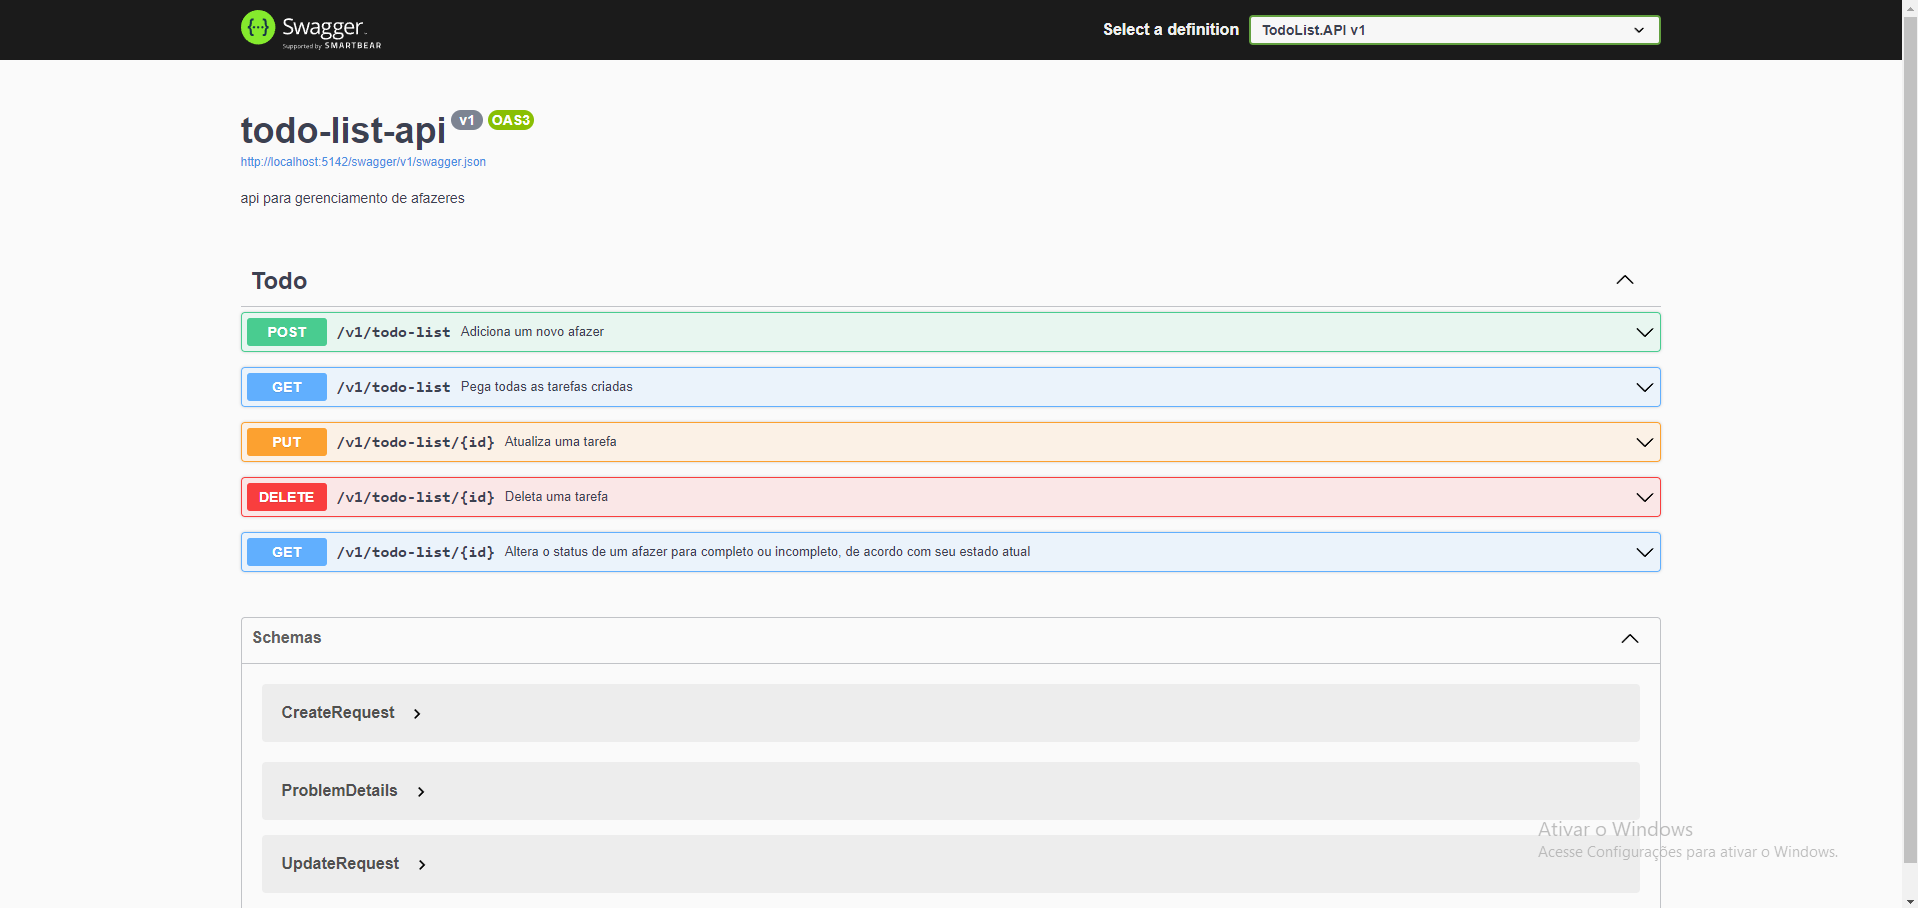 Swagger.
Supported by SMARTBEAR
Select a definition
TodoList.API v1
todo-list-api v1 OAS3
http://localhost:5142/swagger/v1/swagger.json
api para gerenciamento de afazeres
Todo
POST /v1/todo-list Adiciona um novo afazer
GET /v1/todo-list Pega todas as tarefas criadas
PUT /v1/todo-list/{id} Atualiza uma tarefa
DELETE /v1/todo-list/{id} Deleta uma tarefa
GET /v1/todo-list/{id} Altera o status de um afazer para completo ou incompleto, de acordo com seu estado atual
Schemas
CreateRequest
ProblemDetails
UpdateRequest
Ativar o Windows
Acesse Configurações para ativar o Windows.